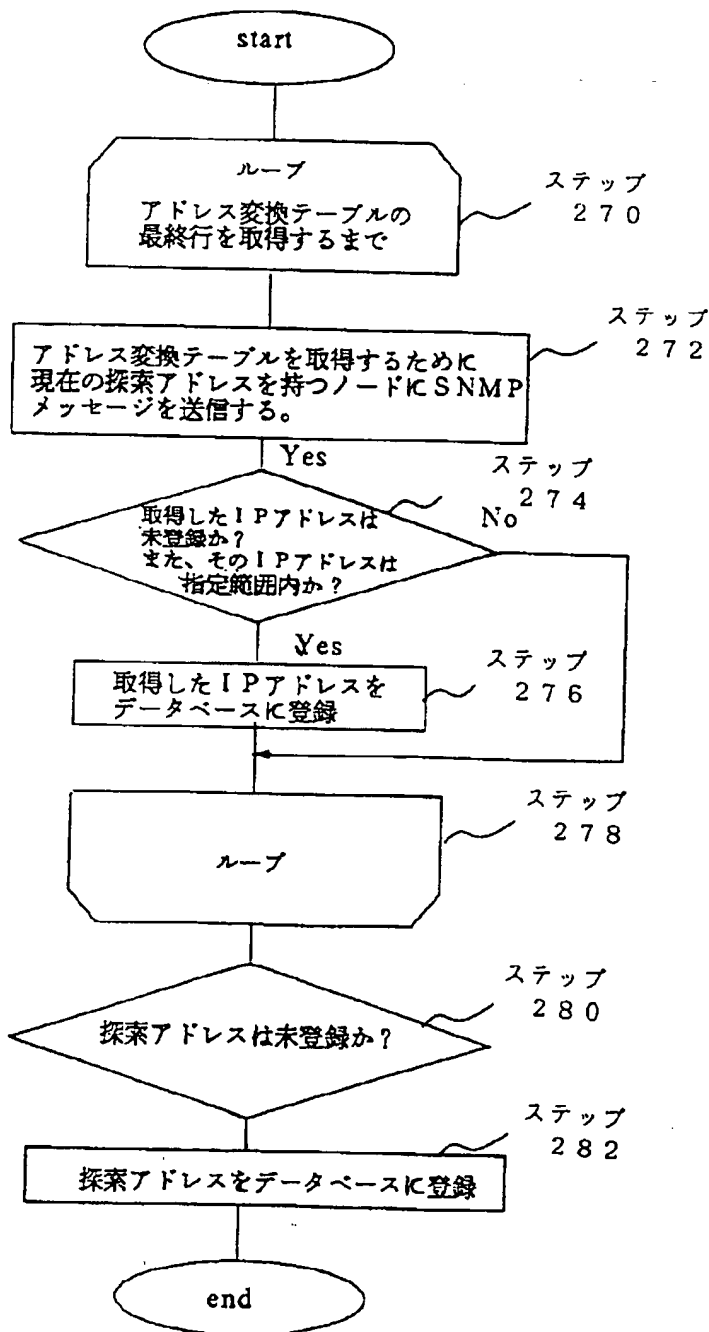 start
ループ
アドレス変換テーブルの
最終行を取得するまで
ステップ
270
アドレス変換テーブルを取得するために
現在の探索アドレスを持つノードにSNMP
メッセージを送信する。
ステップ
272
Yes
取得したIPアドレスは
未登録か?
また、そのIPアドレスは
指定範囲内か?
ステップ
274
No
Yes
取得したIPアドレスを
データベースに登録
ステップ
276
ループ
ステップ
278
探索アドレスは未登録か?
ステップ
280
探索アドレスをデータベースに登録
ステップ
282
end